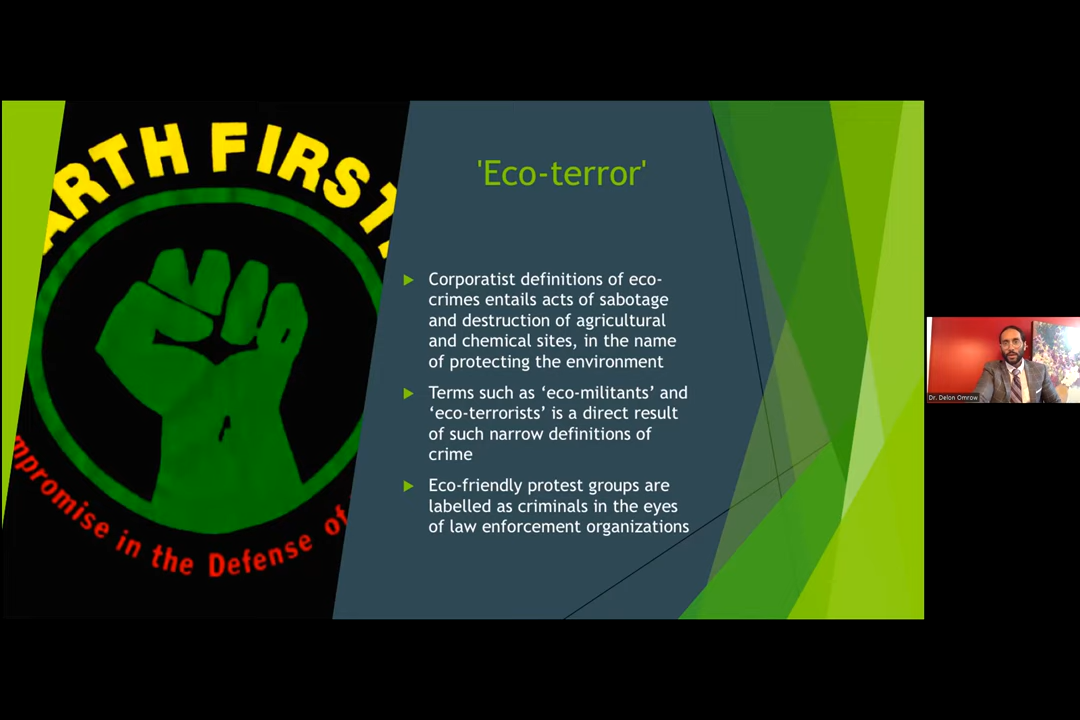 ARTH FIRST!
'Eco-terror'
Corporatist definitions of eco-
crimes entails acts of sabotage
and destruction of agricultural
and chemical sites, in the name
of protecting the environment
Terms such as ‘eco-militants’ and
‘eco-terrorists’ is a direct result
of such narrow definitions of
crime
Eco-friendly protest groups are
labelled as criminals in the eyes
of law enforcement organizations
mpromise in the Defense of
Dr. Delon Omrow